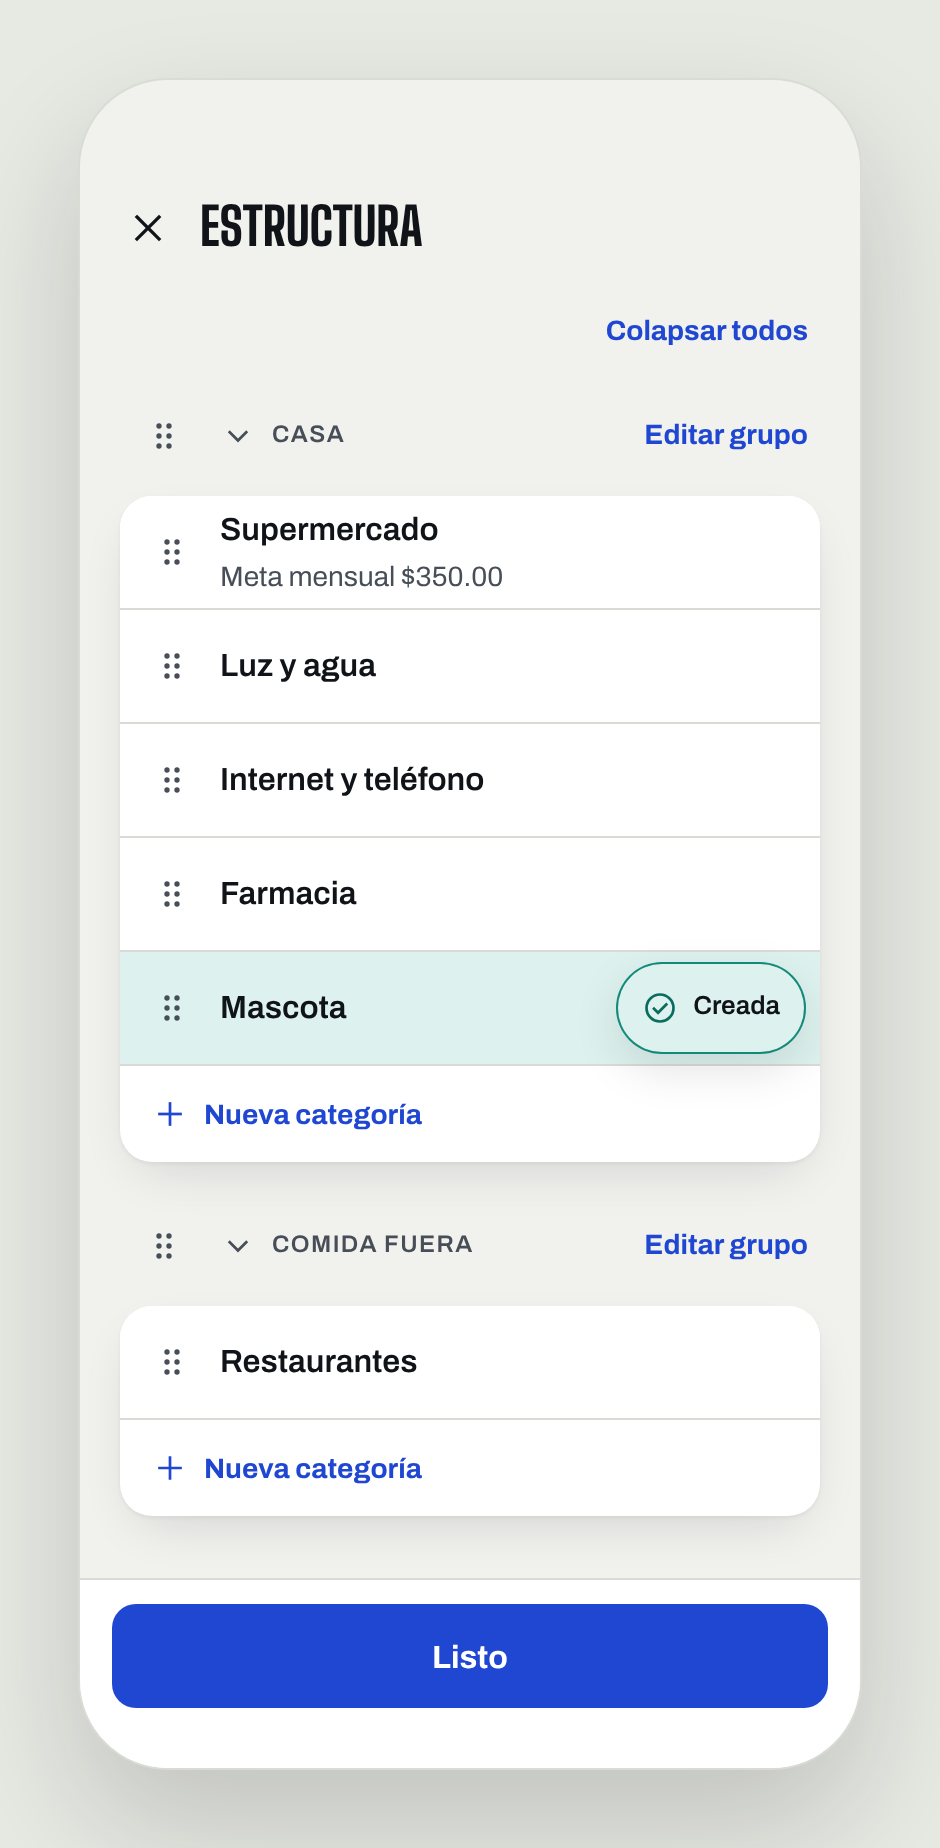 ESTRUCTURA
Colapsar todos
CASA
Editar grupo
Supermercado
Meta mensual $350.00
Luz y agua
Internet y teléfono
Farmacia
Mascota
Creada
Nueva categoría
COMIDA FUERA
Editar grupo
Restaurantes
Nueva categoría
Listo